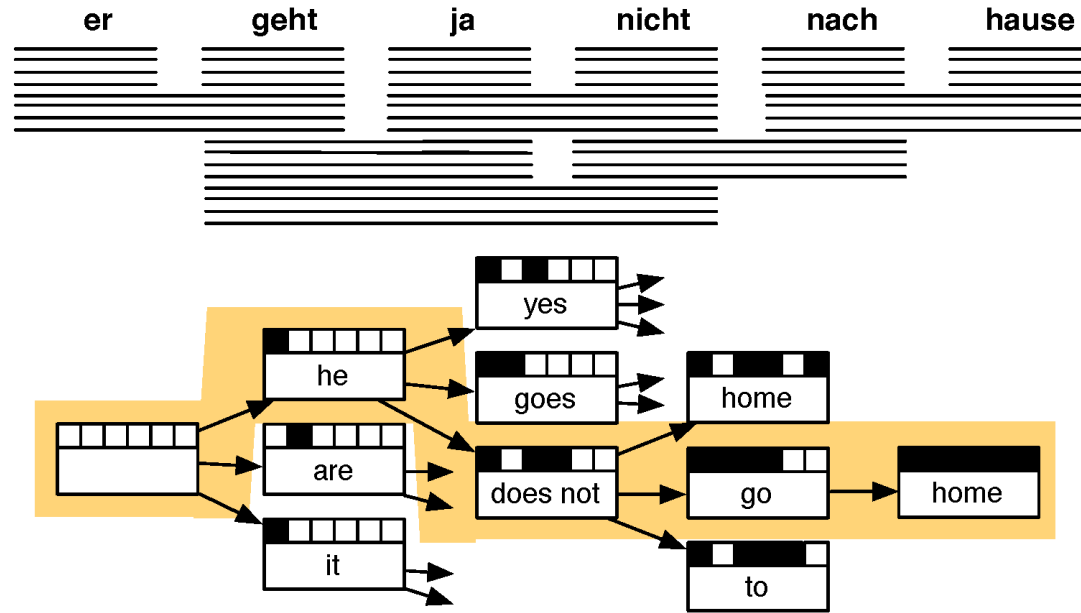 er geht ja nicht nach hause
yes
he
goes home
are
does not go home
it
to